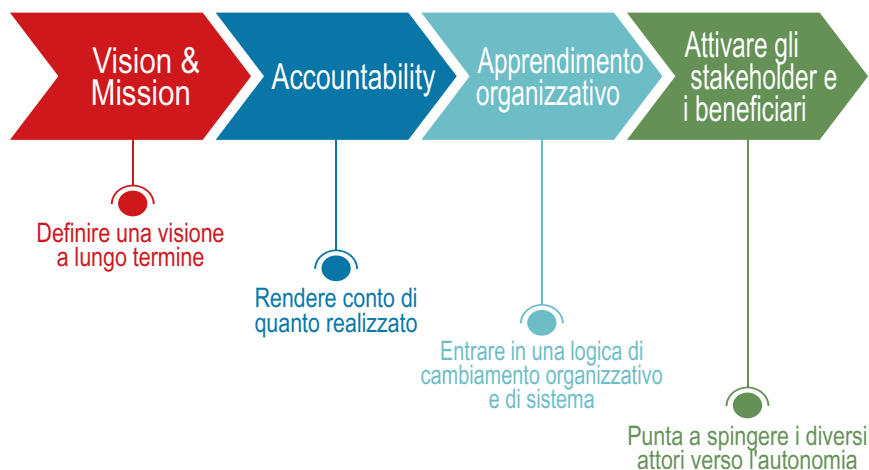 Vision &
Mission
Accountability
Apprendimento
organizzativo
Attivare gli
stakeholder e
i beneficiari
Definire una visione
a lungo termine
Rendere conto di
quanto realizzato
Entrare in una logica di
cambiamento organizzativo
e di sistema
Punta a spingere i diversi
attori verso l'autonomia